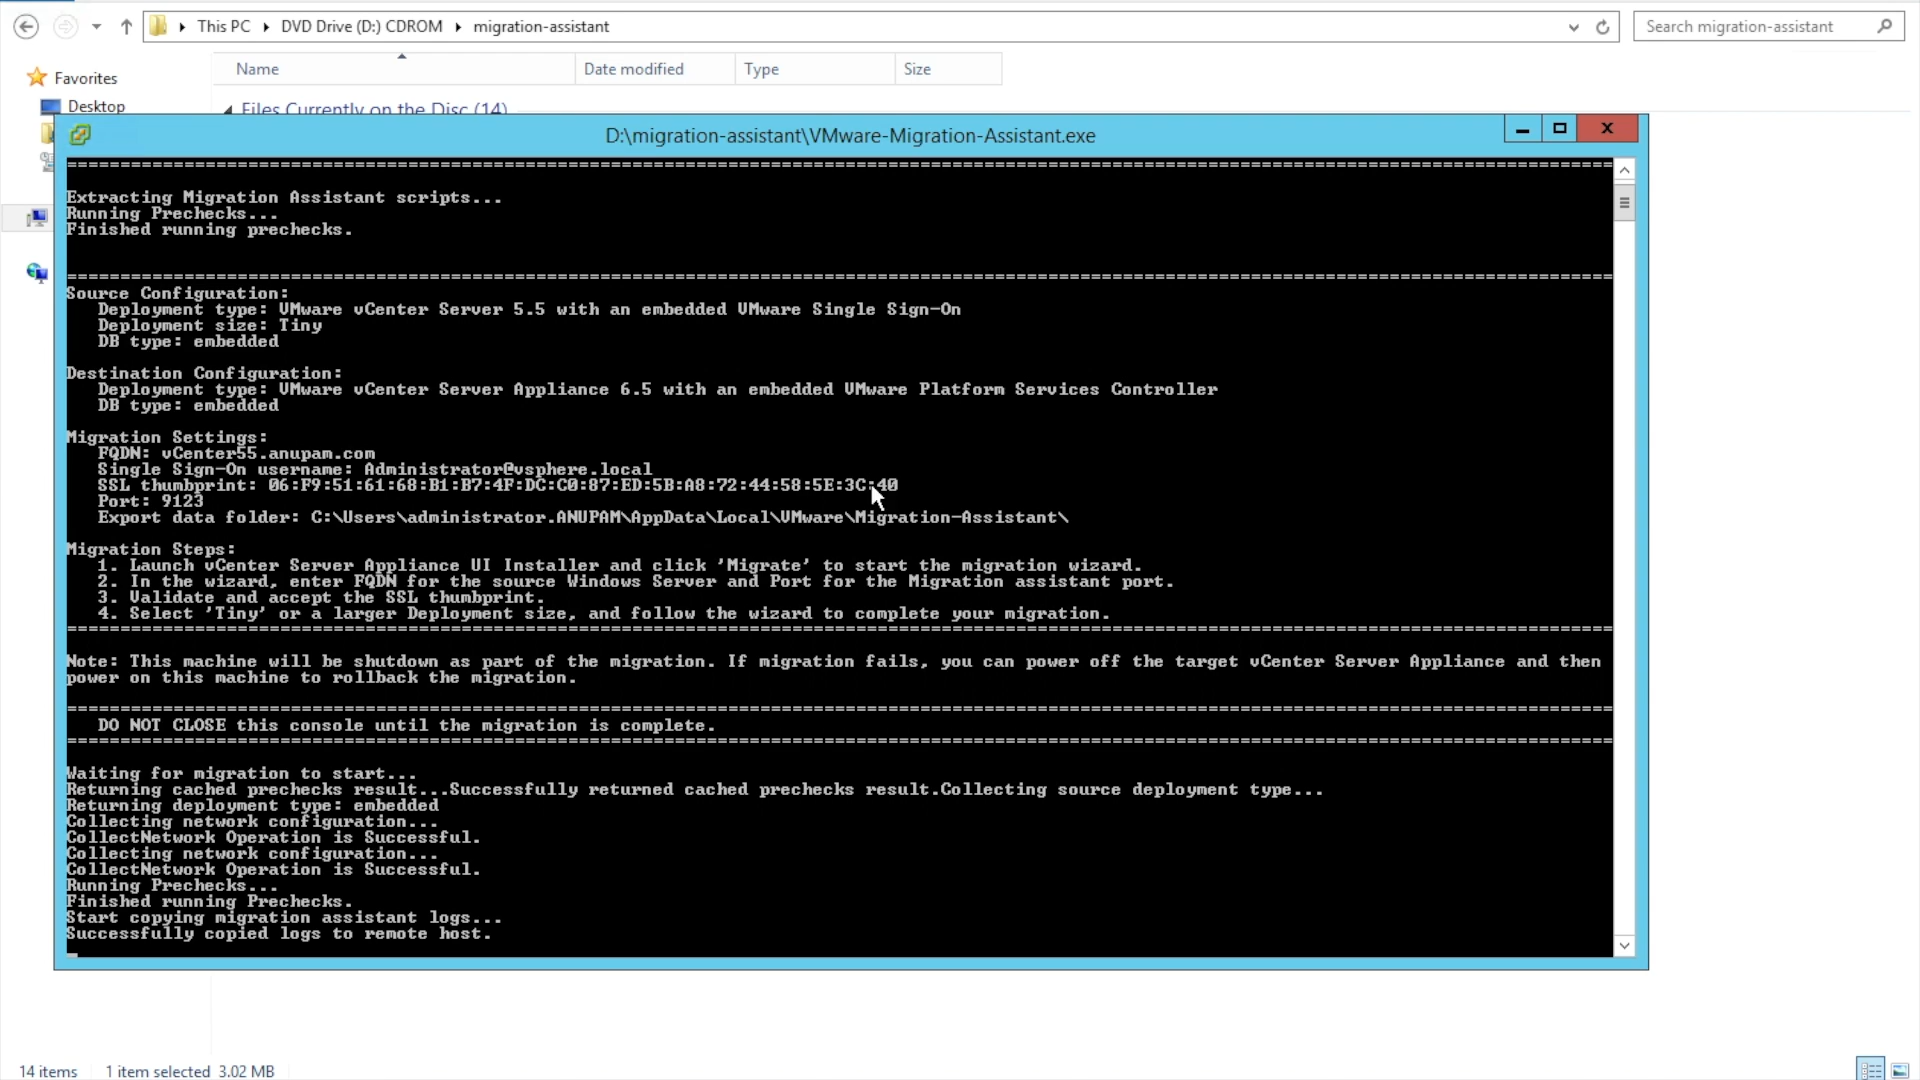 This PC ▸ DVD Drive (D:) CDROM ▸ migration-assistant
Search migration-assistant
Favorites
Name Date modified Type Size
Desktop
Files Currently on the Disc (14)
D:\migration-assistant\VMware-Migration-Assistant.exe
Extracting Migration Assistant scripts...
Running Prechecks...
Finished running prechecks.
Source Configuration:
Deployment type: VMware vCenter Server 5.5 with an embedded VMware Single Sign-On
Deployment size: Tiny
DB type: embedded
Destination Configuration:
Deployment type: VMware vCenter Server Appliance 6.5 with an embedded VMware Platform Services Controller
DB type: embedded
Migration Settings:
FQDN: vCenter55.anupam.com
Single Sign-On username: Administrator@vsphere.local
SSL thumbprint: 06:F9:51:61:68:B1:B7:4F:DC:C0:87:ED:5B:A8:72:44:58:5E:3C:40
Port: 9123
Export data folder: C:\Users\administrator.ANUPAM\AppData\Local\VMware\Migration-Assistant\
Migration Steps:
1. Launch vCenter Server Appliance UI Installer and click 'Migrate' to start the migration wizard.
2. In the wizard, enter FQDN for the source Windows Server and Port for the Migration assistant port.
3. Validate and accept the SSL thumbprint.
4. Select 'Tiny' or a larger Deployment size, and follow the wizard to complete your migration.
Note: This machine will be shutdown as part of the migration. If migration fails, you can power off the target vCenter Server Appliance and then
power on this machine to rollback the migration.
DO NOT CLOSE this console until the migration is complete.
Waiting for migration to start...
Returning cached prechecks result...Successfully returned cached prechecks result.Collecting source deployment type...
Returning deployment type: embedded
Collecting network configuration...
CollectNetwork Operation is Successful.
Collecting network configuration...
CollectNetwork Operation is Successful.
Running Prechecks...
Finished running Prechecks.
Start copying migration assistant logs...
Successfully copied logs to remote host.
14 items 1 item selected 3.02 MB